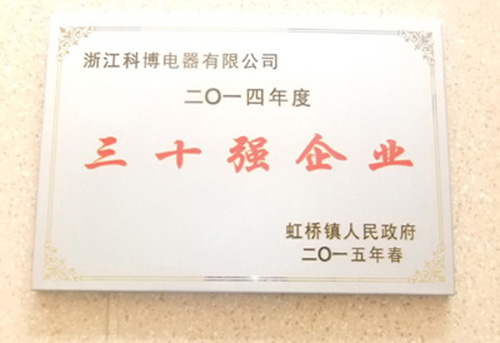 浙江科博电器有限公司
二〇一四年度
三十强企业
虹桥镇人民政府
二〇一五年春